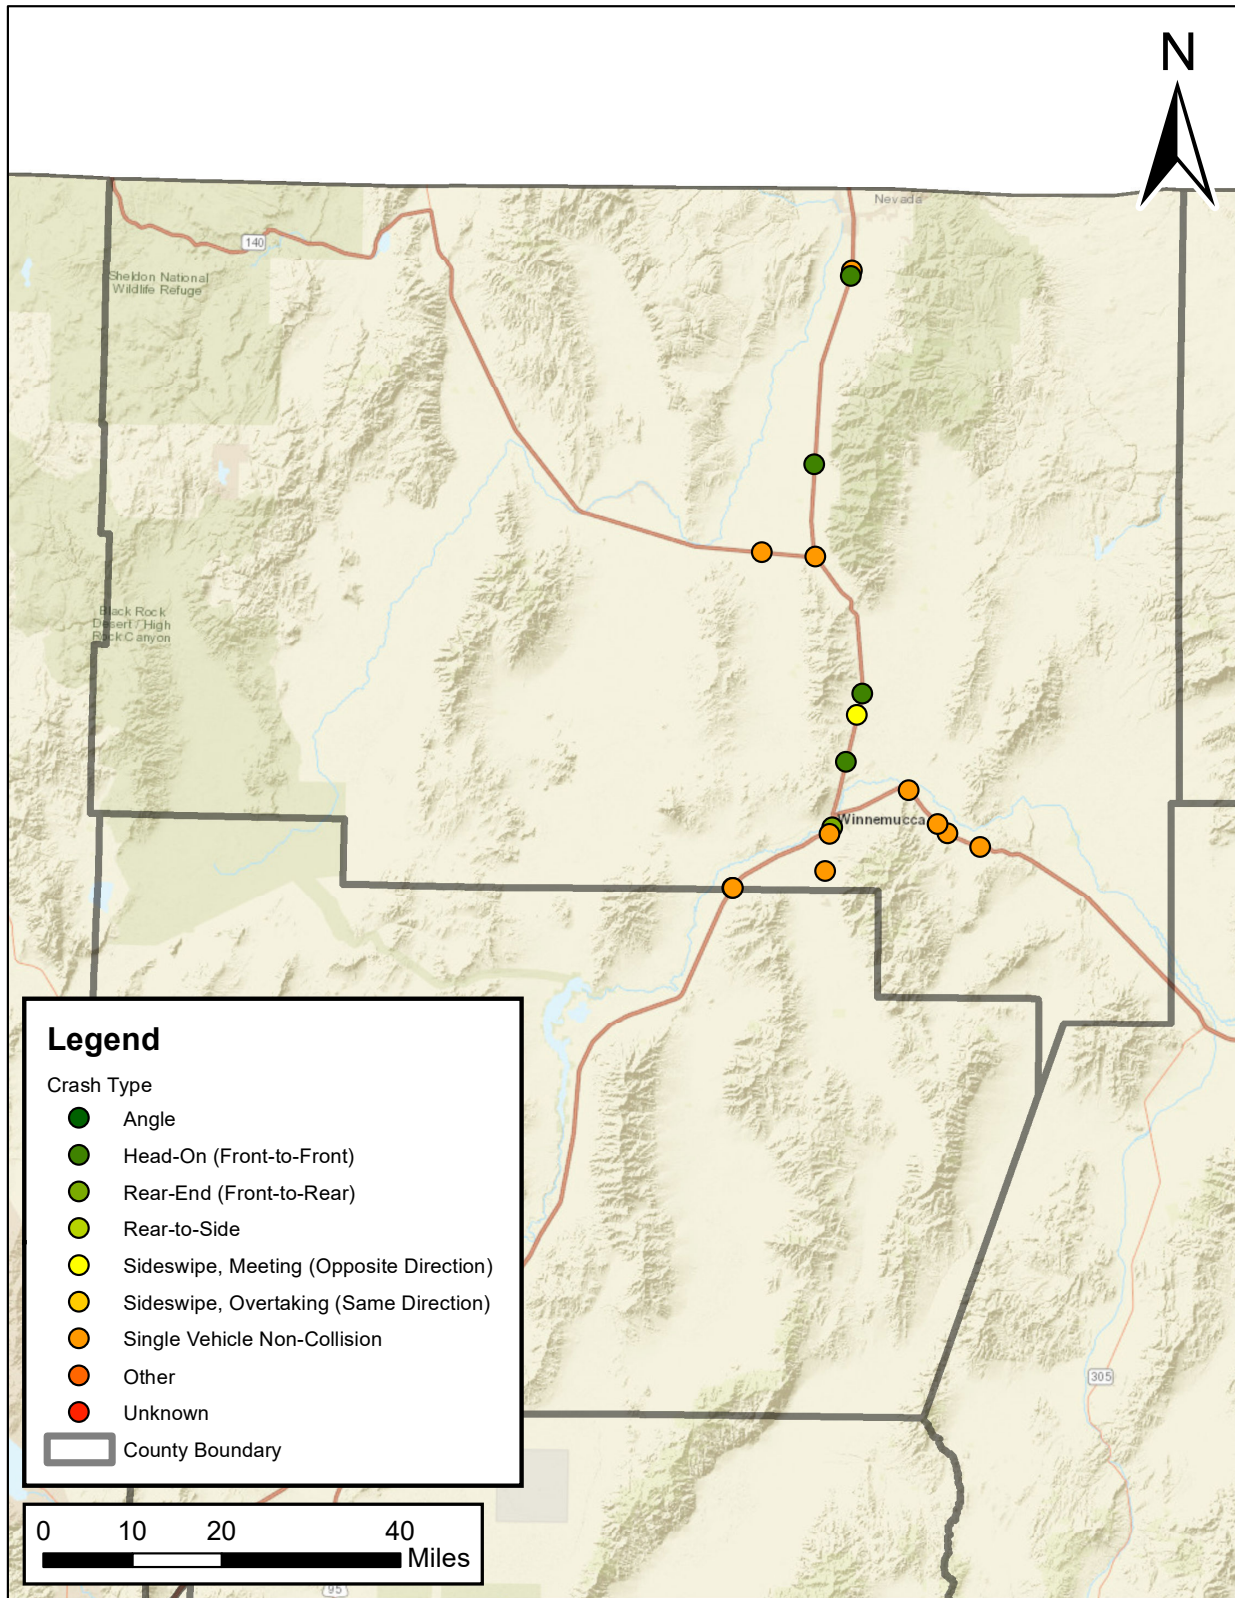 N
Nevada
140
Sheldon National
Wildlife Refuge
Black Rock
Desert / High
Rock Canyon
Winnemucca
Legend
Crash Type
Angle
Head-On (Front-to-Front)
Rear-End (Front-to-Rear)
Rear-to-Side
Sideswipe, Meeting (Opposite Direction)
Sideswipe, Overtaking (Same Direction)
Single Vehicle Non-Collision
Other
Unknown
County Boundary
305
0 10 20 40
Miles
95